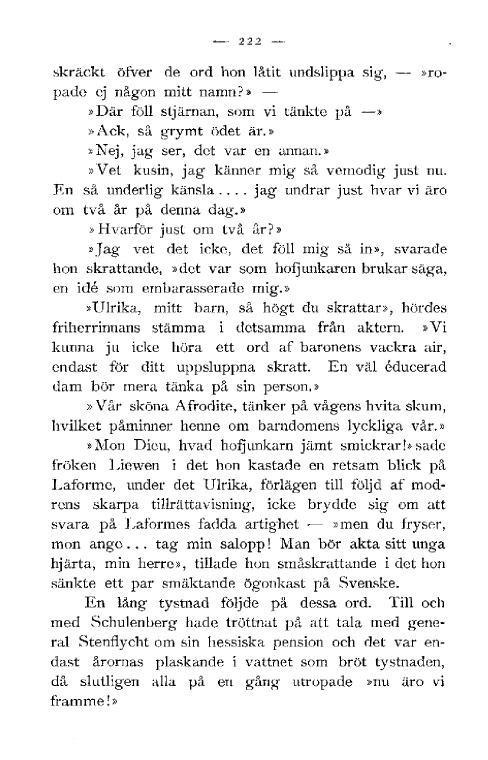 — 222 —
skräckt öfver de ord hon låtit undslippa sig, — »ro-
pade ej någon mitt namn?» —
»Där föll stjärnan, som vi tänkte på —»
»Ack, så grymt ödet är.»
»Nej, jag ser, det var en annan.»
»Vet kusin, jag känner mig så vemodig just nu.
En så underlig känsla .... jag undrar just hvar vi äro
om två år på denna dag.»
»Hvarför just om två år?»
»Jag vet det icke, det föll mig så in», svarade
hon skrattande, »det var som hofjunkaren brukar säga,
en idé som embarasserade mig.»
»Ulrika, mitt barn, så högt du skrattar», hördes
friherrinnans stämma i detsamma från aktern. »Vi
kunna ju icke höra ett ord af baronens vackra air,
endast för ditt uppsluppna skratt. En väl éducerad
dam bör mera tänka på sin person.»
»Vår sköna Afrodite, tänker på vågens hvita skum,
hvilket påminner henne om barndomens lyckliga vår.»
»Mon Dieu, hvad hofjunkarn jämt smickrar!» sade
fröken Liewen i det hon kastade en retsam blick på
Laforme, under det Ulrika, förlägen till följd af mod-
rens skarpa tillrättavisning, icke brydde sig om att
svara på Laformes fadda artighet — »men du fryser,
mon ange... tag min salopp! Man bör akta sitt unga
hjärta, min herre», tillade hon småskrattande i det hon
sänkte ett par smäktande ögonkast på Svenske.
En lång tystnad följde på dessa ord. Till och
med Schulenberg hade tröttnat på att tala med gene-
ral Stenflycht om sin hessiska pension och det var en-
dast årornas plaskande i vattnet som bröt tystnaden,
då slutligen alla på en gång utropade »nu äro vi
framme!»